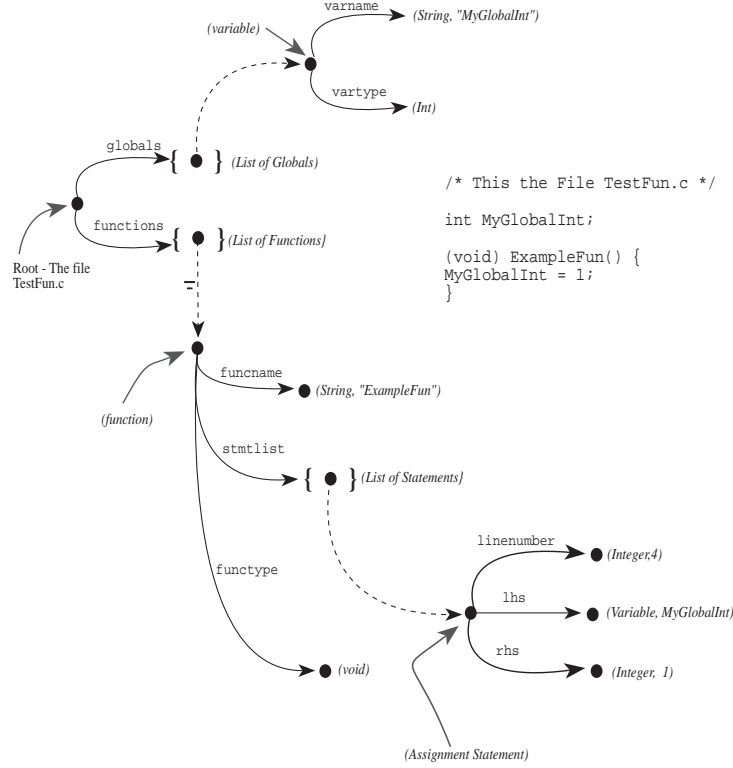 varname
(String, "MyGlobalInt")
(variable)
vartype
(Int)
globals
{ } (List of Globals)
/* This the File TestFun.c */
int MyGlobalInt;
(void) ExampleFun() {
MyGlobalInt = 1;
}
functions
{ } (List of Functions}
Root - The file
TestFun.c
funcname
(String, "ExampleFun")
(function)
stmtlist
{ } (List of Statements}
linenumber
(Integer,4)
functype
lhs
(Variable, MyGlobalInt)
rhs
(void)
(Integer, 1)
(Assignment Statement)